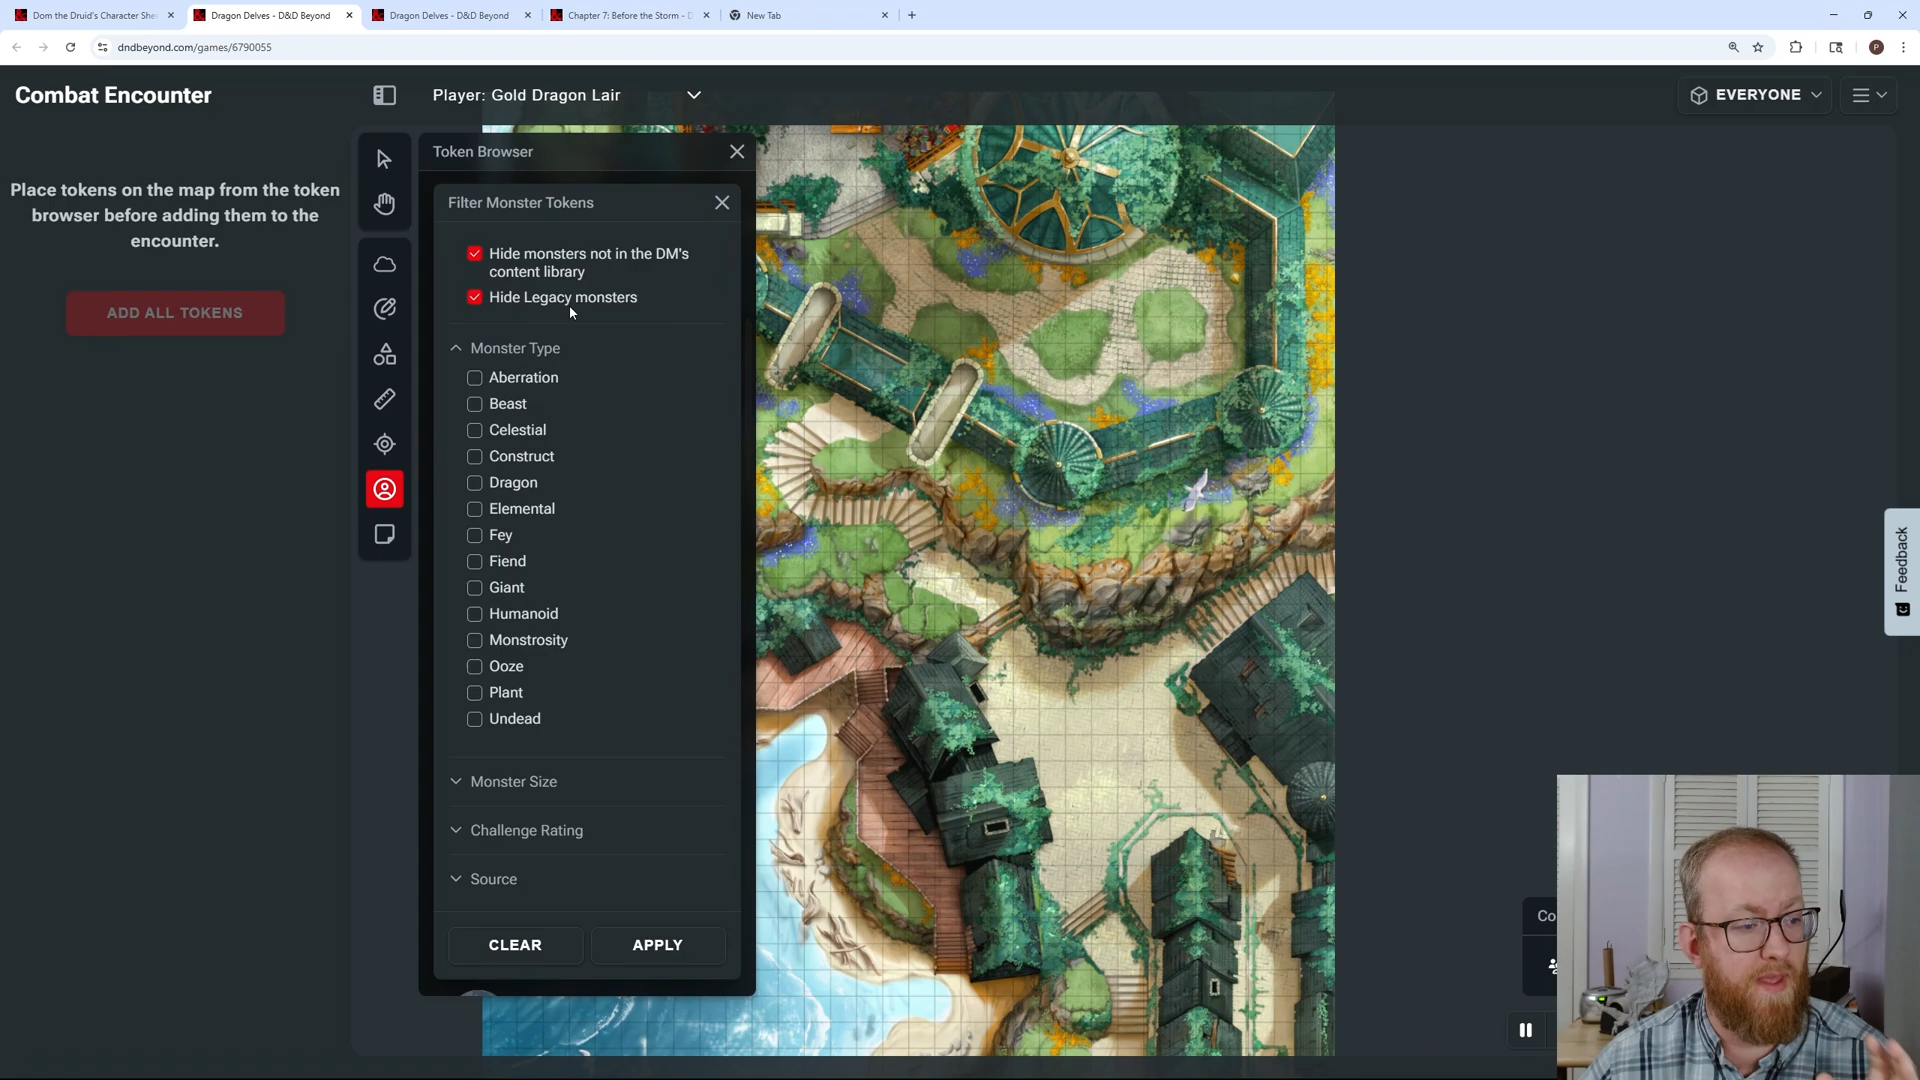 Dom the Druid's Character She
Dragon Delves - D&D Beyond
Dragon Delves - D&D Beyond
Chapter 7: Before the Storm - D
New Tab
dndbeyond.com/games/6790055
P
Combat Encounter
Player: Gold Dragon Lair
EVERYONE
Place tokens on the map from the token
browser before adding them to the
encounter.
ADD ALL TOKENS
Token Browser
Filter Monster Tokens
Hide monsters not in the DM's
content library
Hide Legacy monsters
Monster Type
Aberration
Beast
Celestial
Construct
Dragon
Elemental
Fey
Fiend
Giant
Humanoid
Monstrosity
Ooze
Plant
Undead
Monster Size
Challenge Rating
Source
CLEAR
APPLY
Feedback
Co